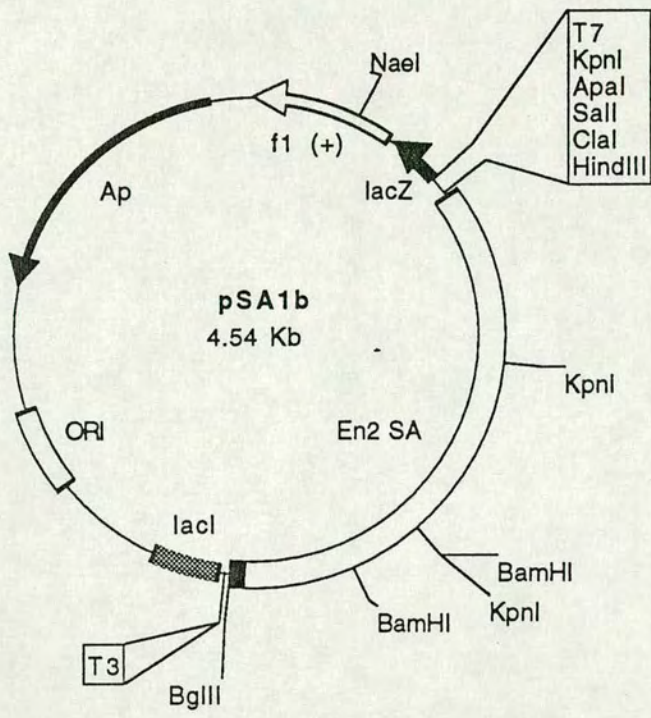 T7
KpnI
ApaI
SalI
ClaI
HindIII
NaeI
f1 (+)
lacZ
Ap
pSA1b
4.54 Kb
KpnI
En2 SA
ORI
lacI
BamHI
KpnI
BamHI
T3
BglII